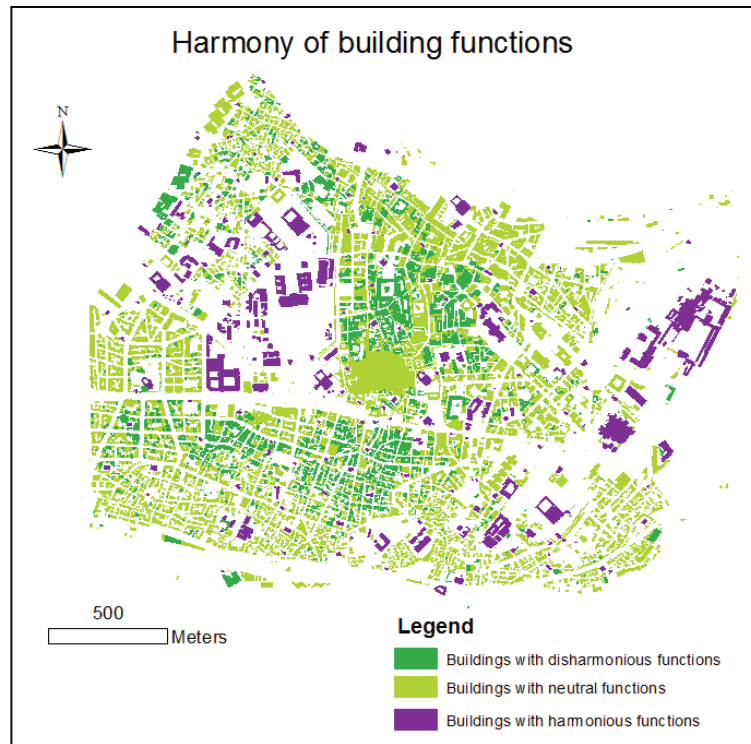 Harmony of building functions
N
500
Meters
Legend
Buildings with disharmonious functions
Buildings with neutral functions
Buildings with harmonious functions